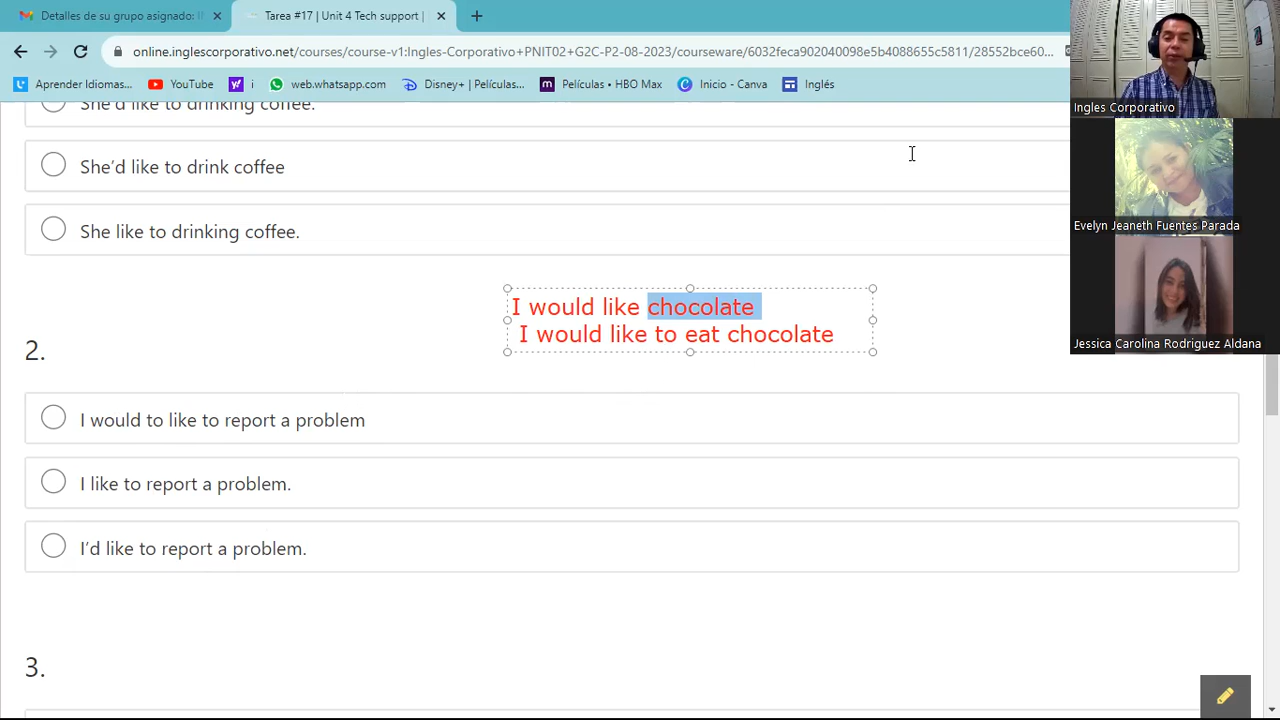 Detalles de su grupo asignado: I
Tarea #17 | Unit 4 Tech support |
online.inglescorporativo.net/courses/course-v1:Ingles-Corporativo+HNIT02+G2C-P2-08-2023/courseware/6032feca902040099e5b4095b55c5817/28552bce60...
Aprender Idiomas...
YouTube
i
web.whatsapp.com
Disney+ | Películas...
Películas • HBO Max
Inicio - Canva
Inglés
Ingles Corporativo
She'd like to drinking coffee.
She'd like to drink coffee
She like to drinking coffee.
Evelyn Jeaneth Fuentes Parada
I would like chocolate
I would like to eat chocolate
Jessica Carolina Rodriguez Aldana
2.
I would to like to report a problem
I like to report a problem.
I'd like to report a problem.
3.